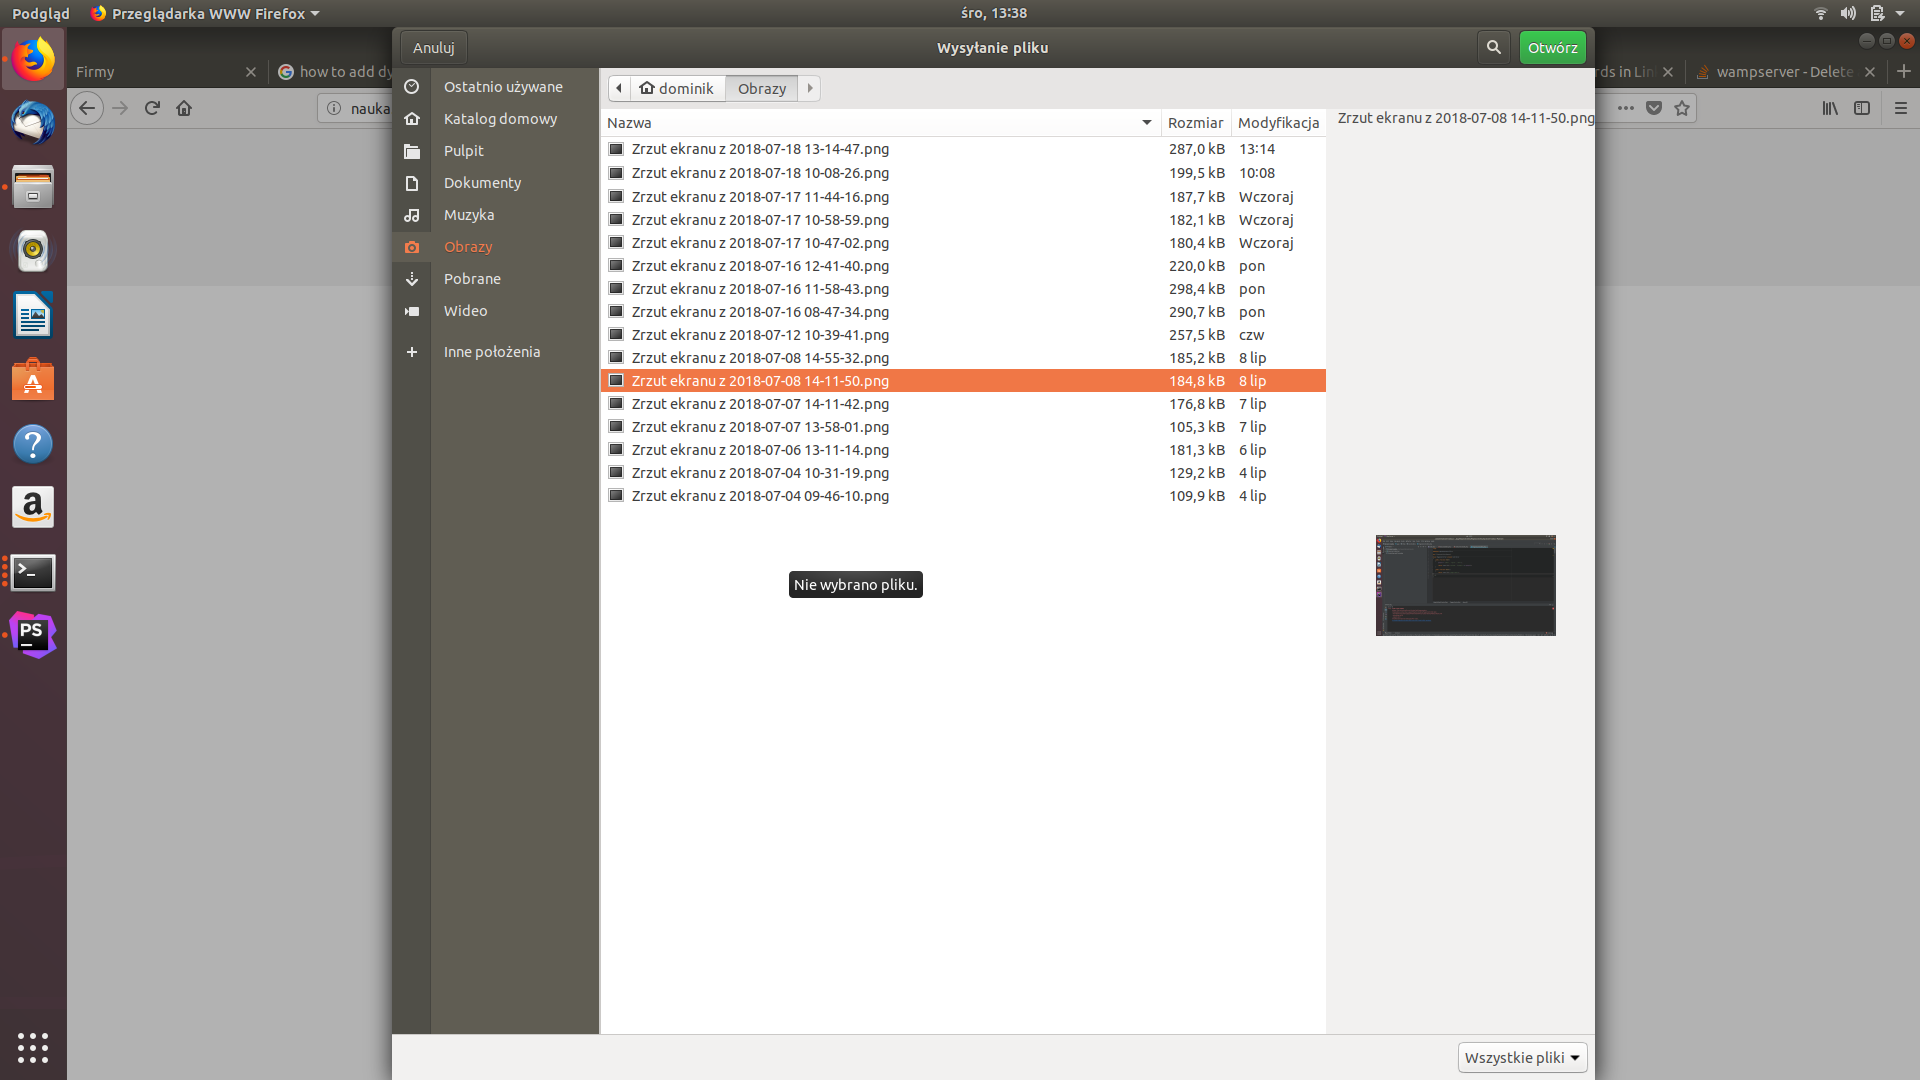 Podgląd Przeglądarka WWW Firefox śro, 13:38
Anuluj Wysyłanie pliku Otwórz
Firmy how to add dy rds in Lin wampserver - Delete
nauka
Ostatnio używane
Katalog domowy
Pulpit
Dokumenty
Muzyka
Obrazy
Pobrane
Wideo
Inne położenia
dominik Obrazy
Nazwa Rozmiar Modyfikacja
Zrzut ekranu z 2018-07-18 13-14-47.png 287,0 kB 13:14
Zrzut ekranu z 2018-07-18 10-08-26.png 199,5 kB 10:08
Zrzut ekranu z 2018-07-17 11-44-16.png 187,7 kB Wczoraj
Zrzut ekranu z 2018-07-17 10-58-59.png 182,1 kB Wczoraj
Zrzut ekranu z 2018-07-17 10-47-02.png 180,4 kB Wczoraj
Zrzut ekranu z 2018-07-16 12-41-40.png 220,0 kB pon
Zrzut ekranu z 2018-07-16 11-58-43.png 298,4 kB pon
Zrzut ekranu z 2018-07-16 08-47-34.png 290,7 kB pon
Zrzut ekranu z 2018-07-12 10-39-41.png 257,5 kB czw
Zrzut ekranu z 2018-07-08 14-55-32.png 185,2 kB 8 lip
Zrzut ekranu z 2018-07-08 14-11-50.png 184,8 kB 8 lip
Zrzut ekranu z 2018-07-07 14-11-42.png 176,8 kB 7 lip
Zrzut ekranu z 2018-07-07 13-58-01.png 105,3 kB 7 lip
Zrzut ekranu z 2018-07-06 13-11-14.png 181,3 kB 6 lip
Zrzut ekranu z 2018-07-04 10-31-19.png 129,2 kB 4 lip
Zrzut ekranu z 2018-07-04 09-46-10.png 109,9 kB 4 lip
Nie wybrano pliku.
Zrzut ekranu z 2018-07-08 14-11-50.png
PS
Wszystkie pliki